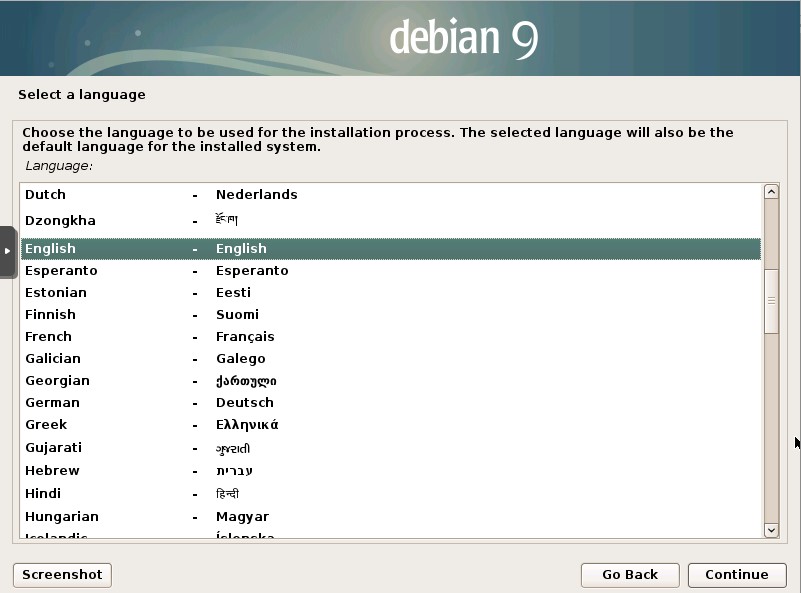 debian 9
Select a language
Choose the language to be used for the installation process. The selected language will also be the
default language for the installed system.
Language:
Dutch - Nederlands
Dzongkha - རྫོང་ཁ།
English - English
Esperanto - Esperanto
Estonian - Eesti
Finnish - Suomi
French - Français
Galician - Galego
Georgian - ქართული
German - Deutsch
Greek - Ελληνικά
Gujarati - ગુજરાતી
Hebrew - עברית
Hindi - हिन्दी
Hungarian - Magyar
Icelandic - Íslenska
Screenshot Go Back Continue